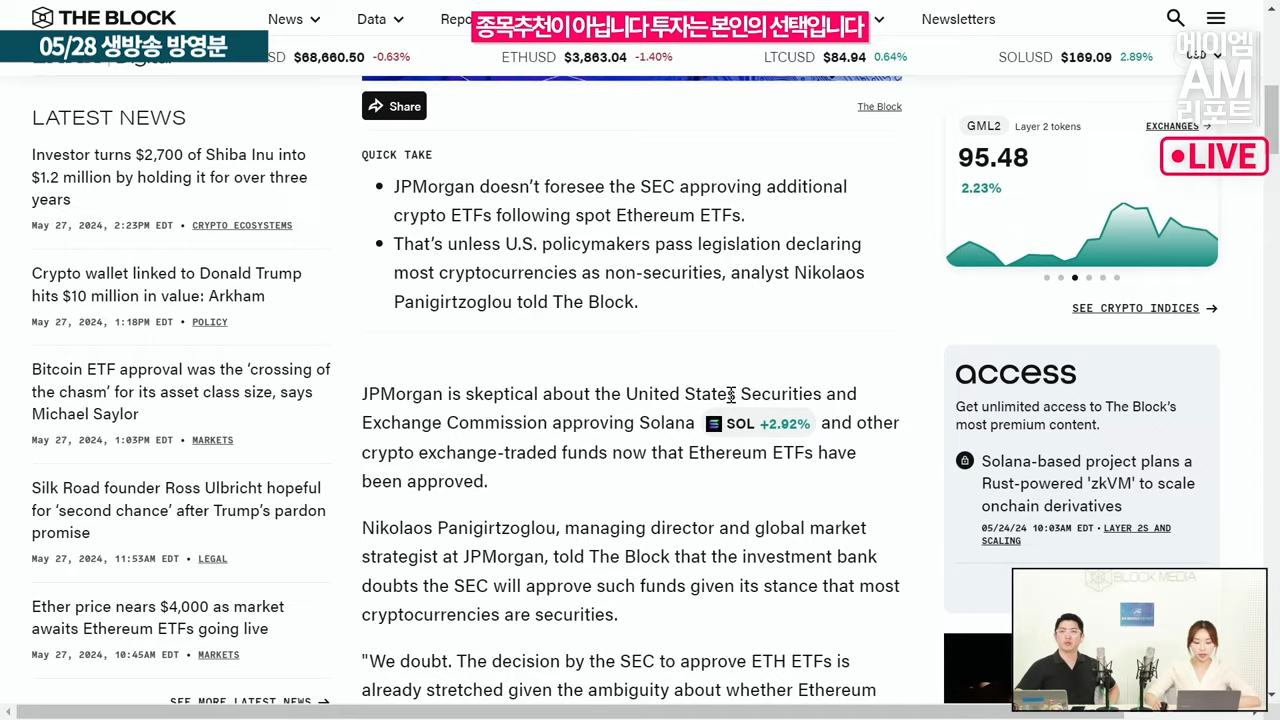 THE BLOCK
News
Data
종목추천이 아닙니다 투자는 본인의 선택입니다
Newsletters
05/28 생방송 방영분
$68,660.50 -0.63%
ETHUSD $3,863.04 -1.40%
LTCUSD $84.94 0.64%
SOLUSD $169.09 2.89%
에이엠
AM
리포트
LIVE
LATEST NEWS
Investor turns $2,700 of Shiba Inu into
$1.2 million by holding it for over three
years
May 27, 2024, 2:23PM EDT • CRYPTO ECOSYSTEMS
Crypto wallet linked to Donald Trump
hits $10 million in value: Arkham
May 27, 2024, 1:18PM EDT • POLICY
Bitcoin ETF approval was the ‘crossing of
the chasm’ for its asset class size, says
Michael Saylor
May 27, 2024, 1:03PM EDT • MARKETS
Silk Road founder Ross Ulbricht hopeful
for ‘second chance’ after Trump’s pardon
promise
May 27, 2024, 11:53AM EDT • LEGAL
Ether price nears $4,000 as market
awaits Ethereum ETFs going live
May 27, 2024, 10:45AM EDT • MARKETS
SEE MORE LATEST NEWS →
Share
The Block
QUICK TAKE
• JPMorgan doesn’t foresee the SEC approving additional
crypto ETFs following spot Ethereum ETFs.
• That’s unless U.S. policymakers pass legislation declaring
most cryptocurrencies as non-securities, analyst Nikolaos
Panigirtzoglou told The Block.
JPMorgan is skeptical about the United States Securities and
Exchange Commission approving Solana SOL +2.92% and other
crypto exchange-traded funds now that Ethereum ETFs have
been approved.
Nikolaos Panigirtzoglou, managing director and global market
strategist at JPMorgan, told The Block that the investment bank
doubts the SEC will approve such funds given its stance that most
cryptocurrencies are securities.
"We doubt. The decision by the SEC to approve ETH ETFs is
already stretched given the ambiguity about whether Ethereum
GML2 Layer 2 tokens EXCHANGES →
95.48
2.23%
SEE CRYPTO INDICES →
access
Get unlimited access to The Block’s
most premium content.
Solana-based project plans a
Rust-powered 'zkVM' to scale
onchain derivatives
05/24/24 10:03AM EDT • LAYER 2S AND
SCALING
BLOCK MEDIA